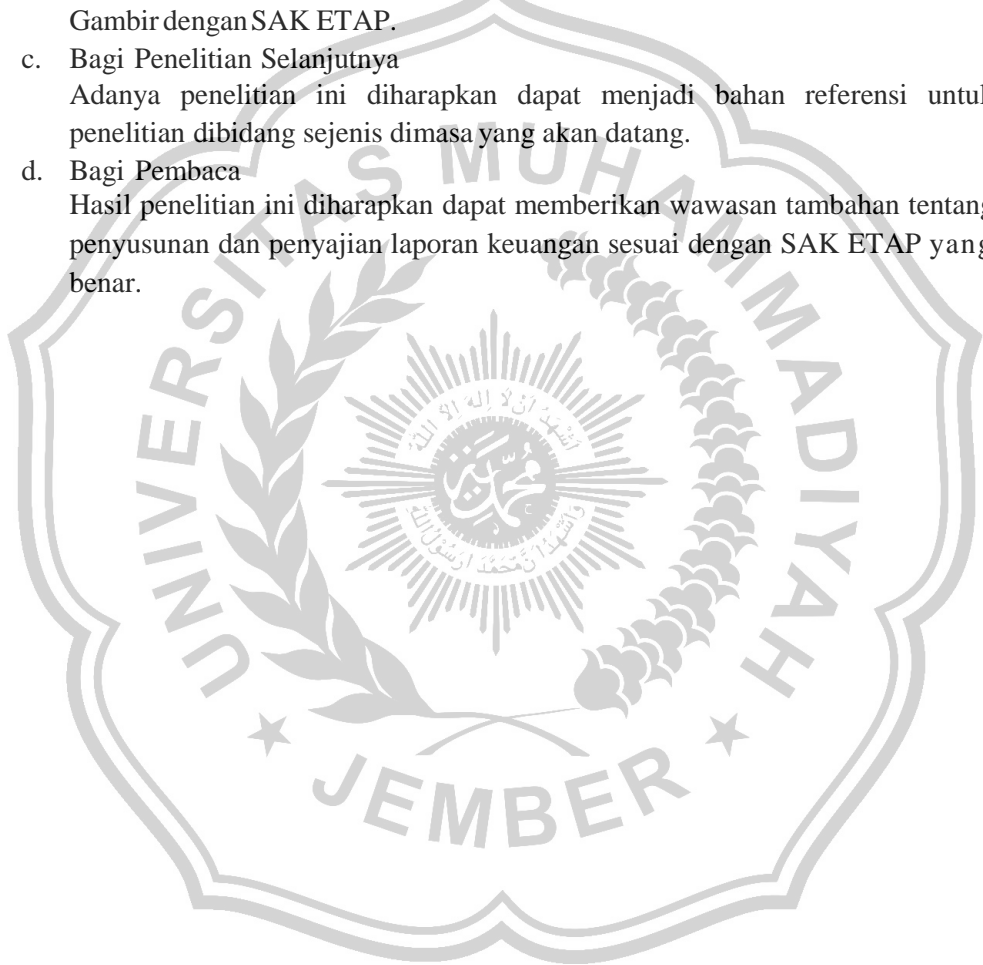 Gambir dengan SAK ETAP.
c. Bagi Penelitian Selanjutnya
Adanya penelitian ini diharapkan dapat menjadi bahan referensi untuk
penelitian dibidang sejenis dimasa yang akan datang.
d. Bagi Pembaca
Hasil penelitian ini diharapkan dapat memberikan wawasan tambahan tentang
penyusunan dan penyajian laporan keuangan sesuai dengan SAK ETAP yang
benar.
UNIVERSITAS MUHAMMADIYAH
JEMBER